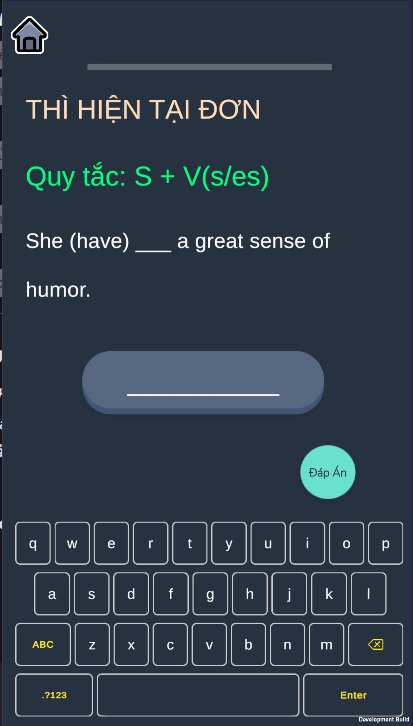 THÌ HIỆN TẠI ĐƠN
Quy tắc: S + V(s/es)
She (have) ___ a great sense of
humor.
Đáp Án
q w e r t y u i o p
a s d f g h j k l
ABC z x c v b n m
.?123 Enter
Development Build